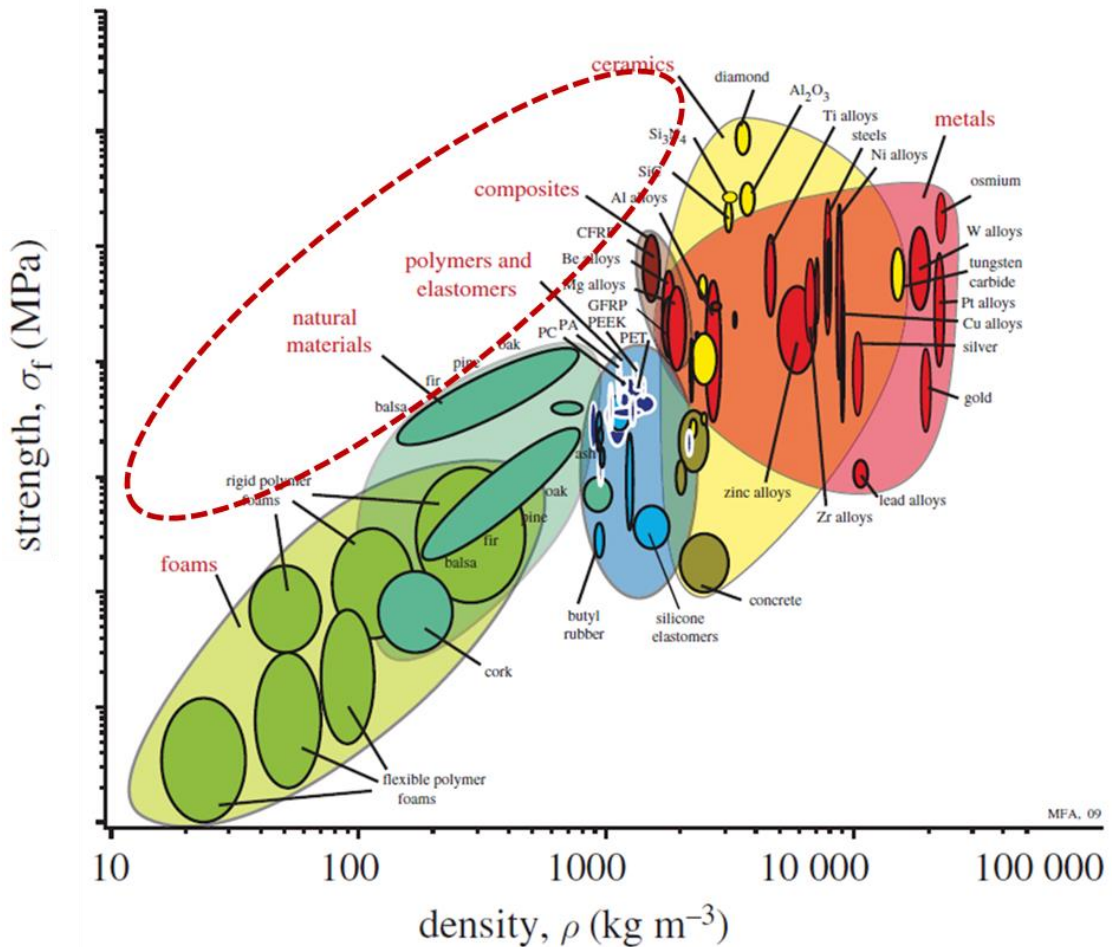 ceramics
diamond
Al2O3
Ti alloys
steels
Ni alloys
metals
Si3N4
SiC
composites
Al alloys
osmium
CFRP
W alloys
Be alloys
tungsten
carbide
polymers and
elastomers
Mg alloys
GFRP
Pt alloys
PEEK
PA
PC
PET
Cu alloys
silver
natural
materials
oak
pine
fir
balsa
gold
ash
oak
pine
fir
balsa
rigid polymer
foams
zinc alloys
lead alloys
Zr alloys
foams
butyl
rubber
silicone
elastomers
concrete
cork
flexible polymer
foams
MFA, 09
strength, σf (MPa)
10
100
1000
10 000
100 000
density, ρ (kg m−3)